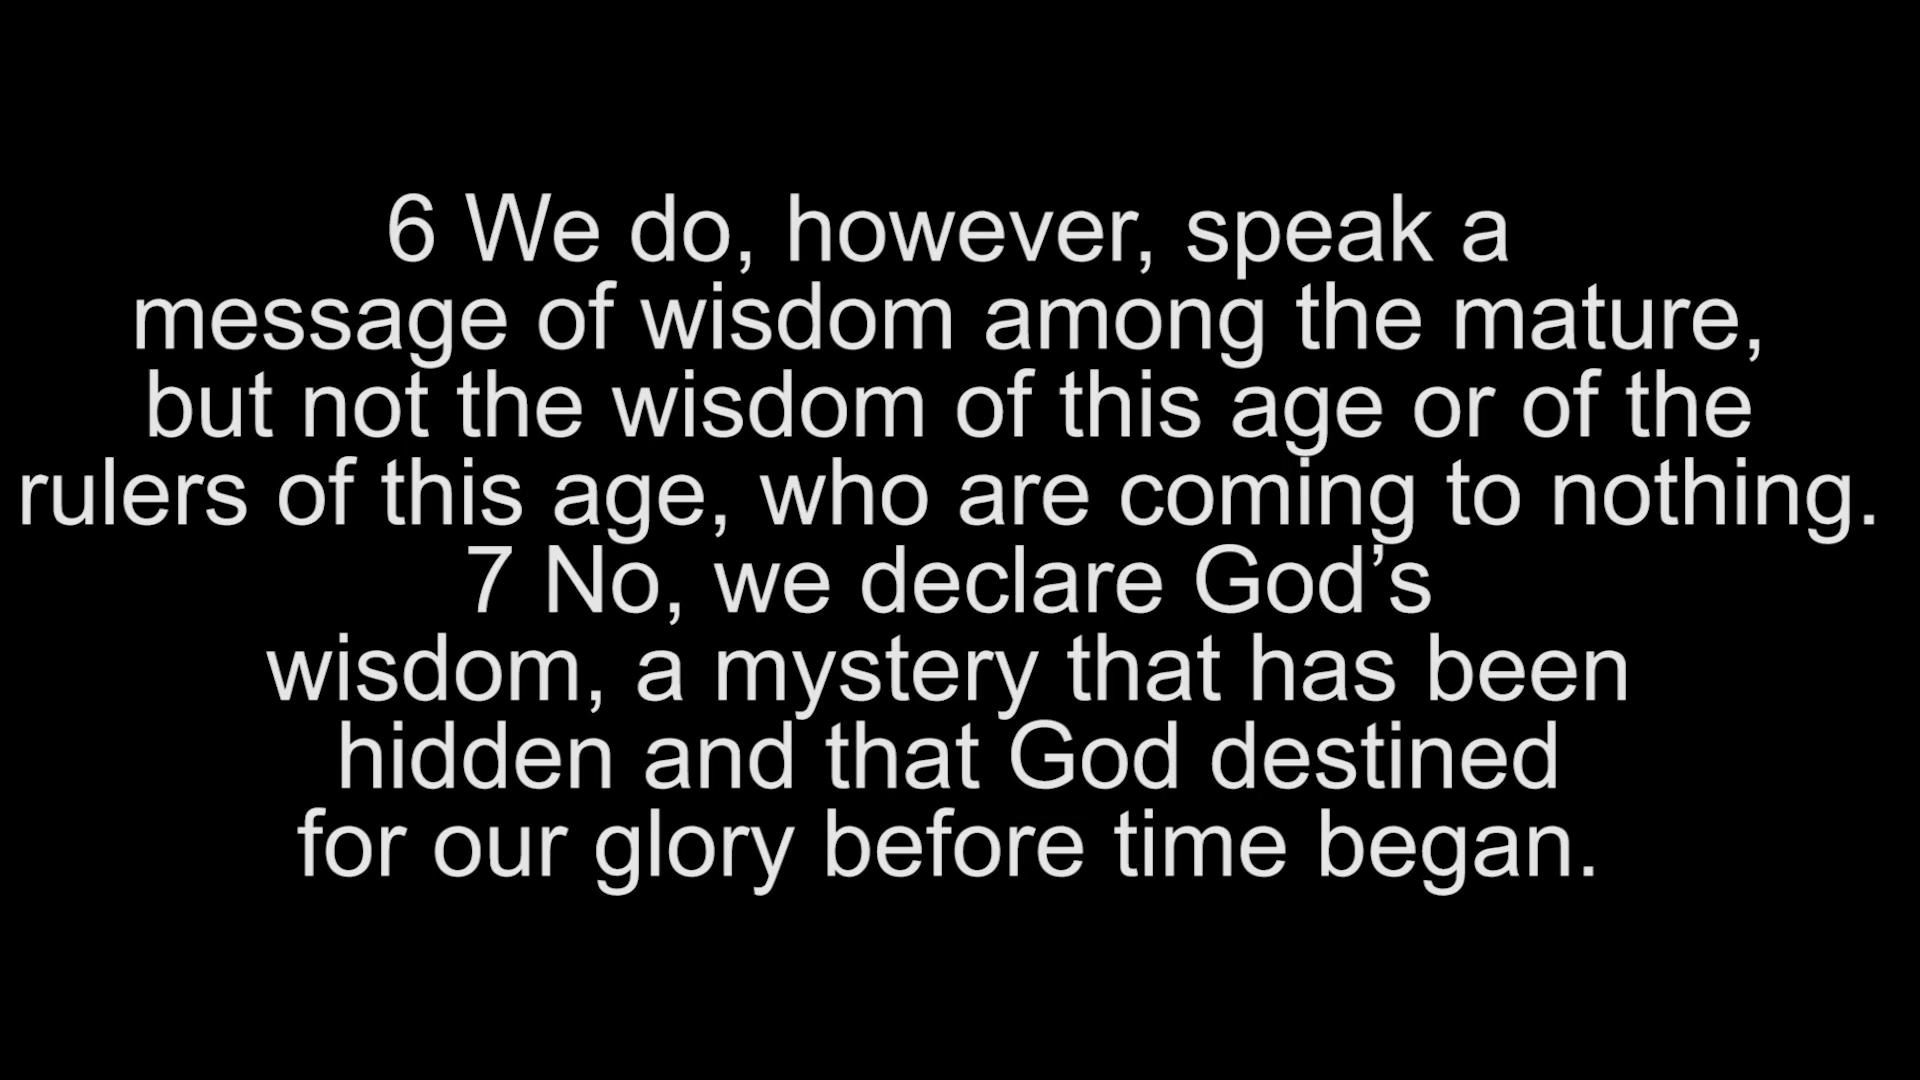 6 We do, however, speak a
message of wisdom among the mature,
but not the wisdom of this age or of the
rulers of this age, who are coming to nothing.
7 No, we declare God’s
wisdom, a mystery that has been
hidden and that God destined
for our glory before time began.